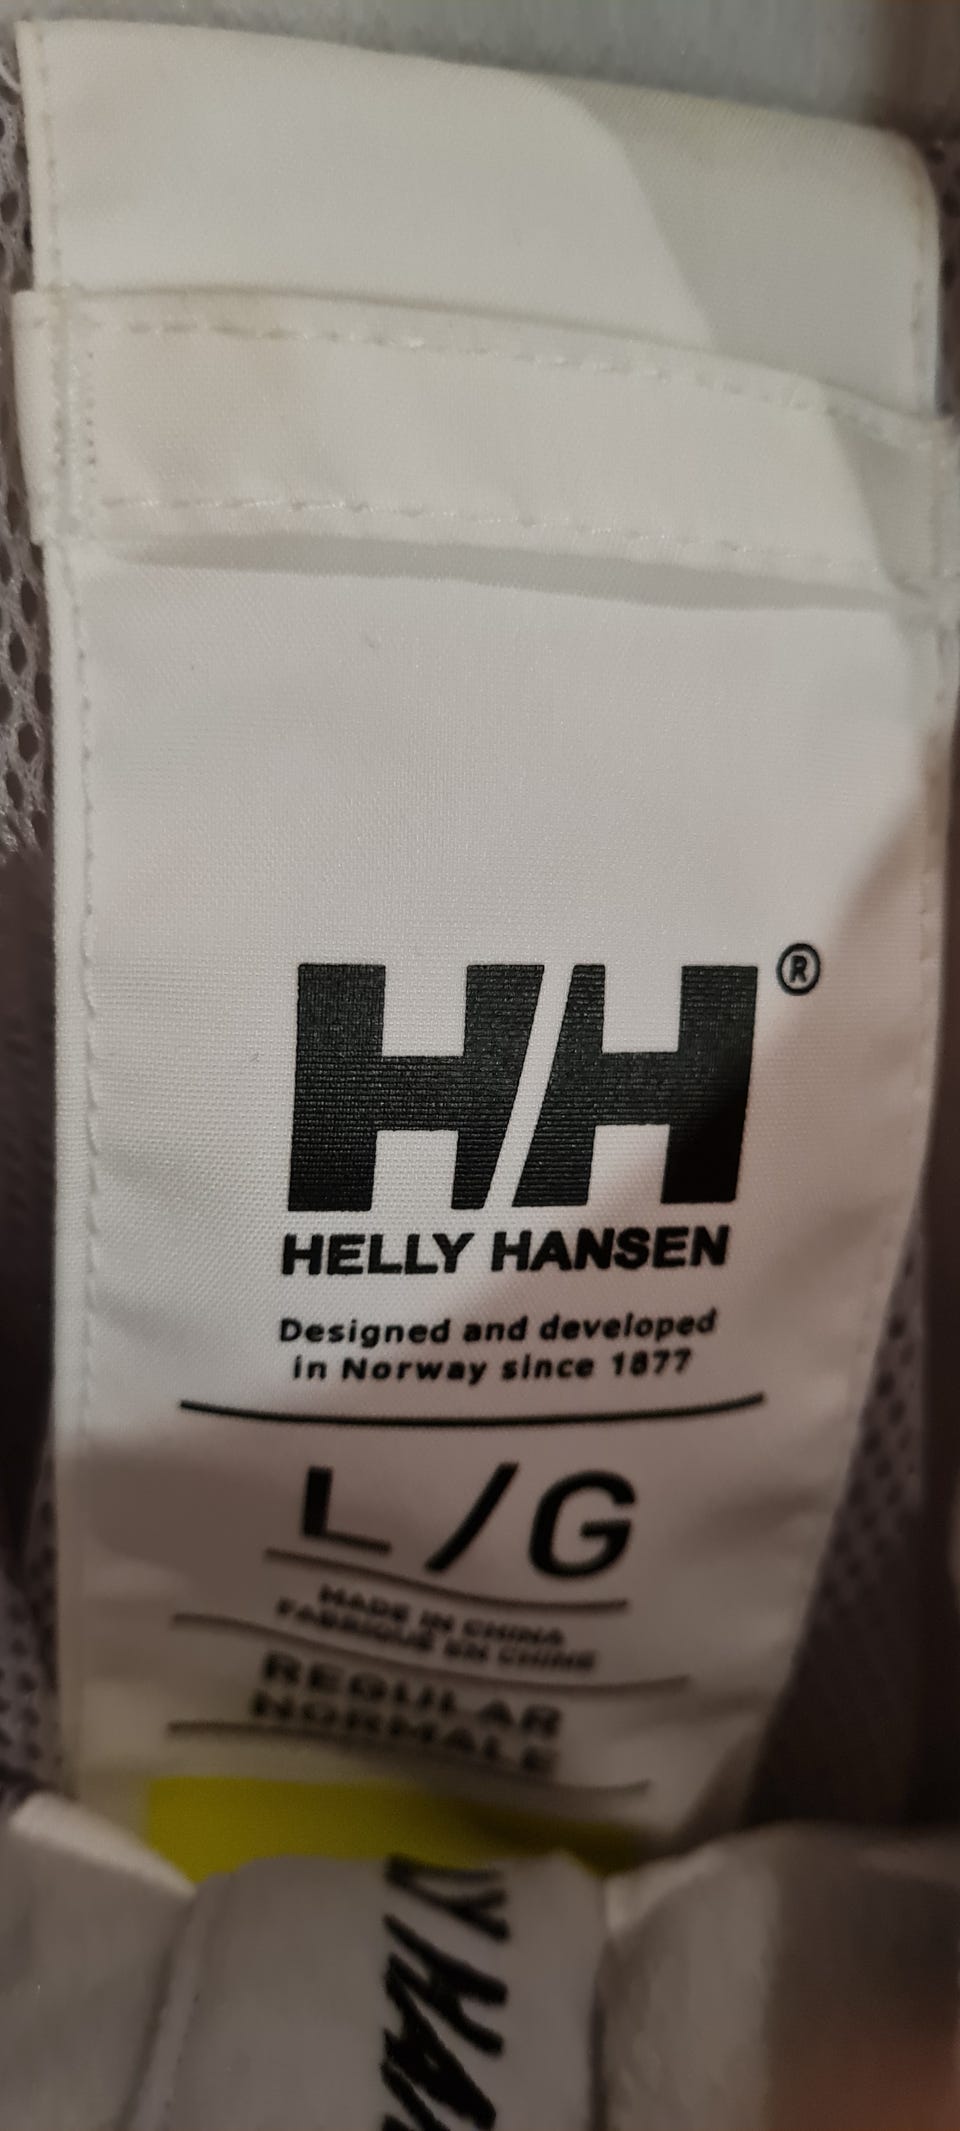 HH®
HELLY HANSEN
Designed and developed
in Norway since 1877
L/G
MADE IN CHINA
FABRIQUÉ EN CHINE
REGULAR
NORMALE